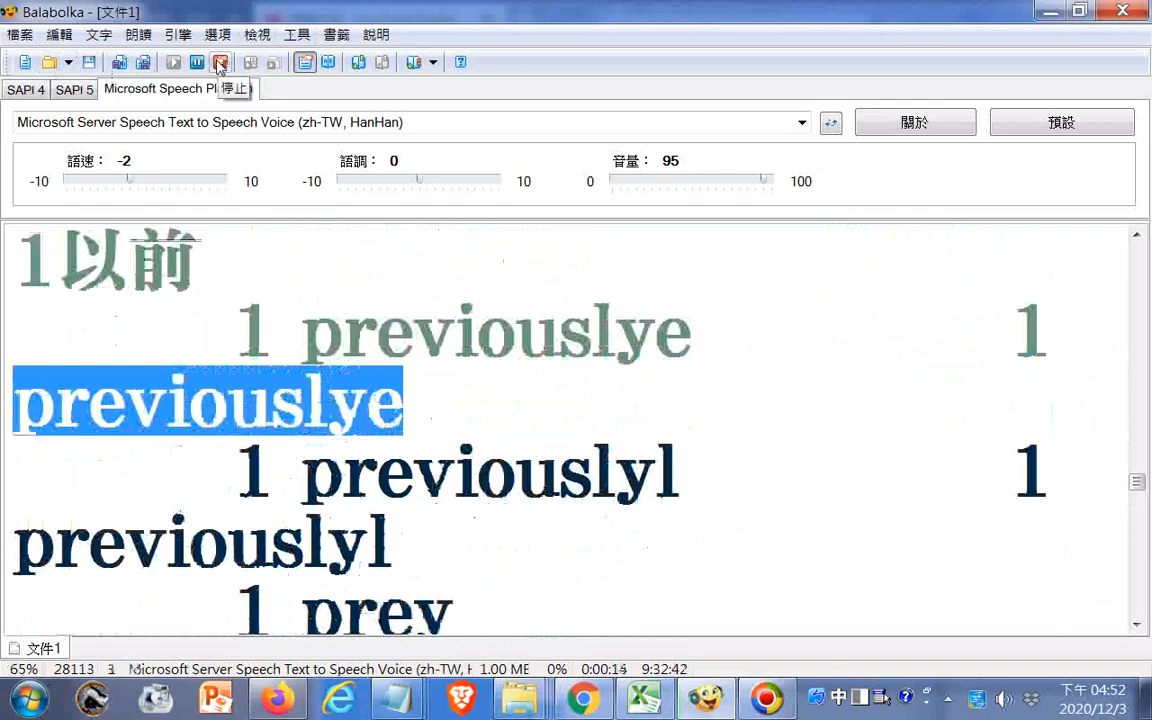 Balabolka - [文件1]
檔案 編輯 文字 朗讀 引擎 選項 檢視 工具 書籤 說明
SAPI 4 SAPI 5 Microsoft Speech Pl
停止
Microsoft Server Speech Text to Speech Voice (zh-TW, HanHan) 關於 預設
語速： -2 語調： 0 音量： 95
-10 10 -10 10 0 100
1以前
1 previouslye 1
previouslye
1 previouslyl 1
previouslyl
1 prev
文件1
65% 28113 3 Microsoft Server Speech Text to Speech Voice (zh-TW, H 1.00 ME 0% 0:00:14 9:32:42
中 下午 04:52
2020/12/3